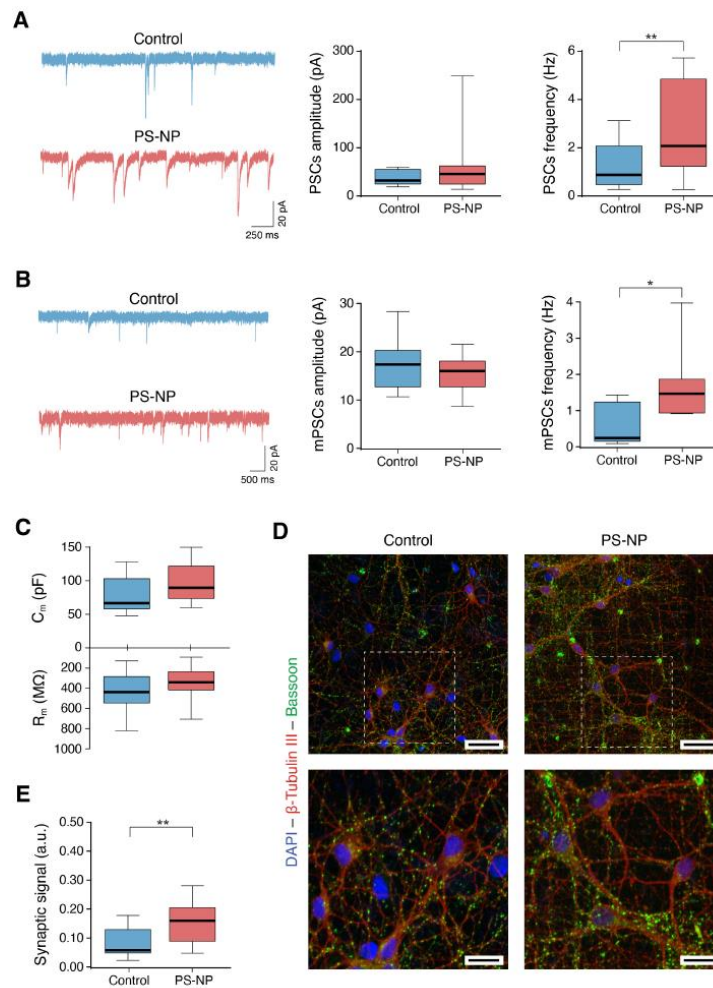 A
Control
PS-NP
20 pA
250 ms
PSCs amplitude (pA)
300
200
100
0
Control
PS-NP
PSCs frequency (Hz)
6
4
2
0
**
Control
PS-NP
B
Control
PS-NP
20 pA
500 ms
mPSCs amplitude (pA)
30
20
10
0
Control
PS-NP
mPSCs frequency (Hz)
4
3
2
1
0
*
Control
PS-NP
C
Cm (pF)
150
100
50
0
Rm (MΩ)
200
400
600
800
1000
D
Control
PS-NP
DAPI – β-Tubulin III – Bassoon
E
Synaptic signal (a.u.)
0.50
0.40
0.30
0.20
0.10
0.00
**
Control
PS-NP